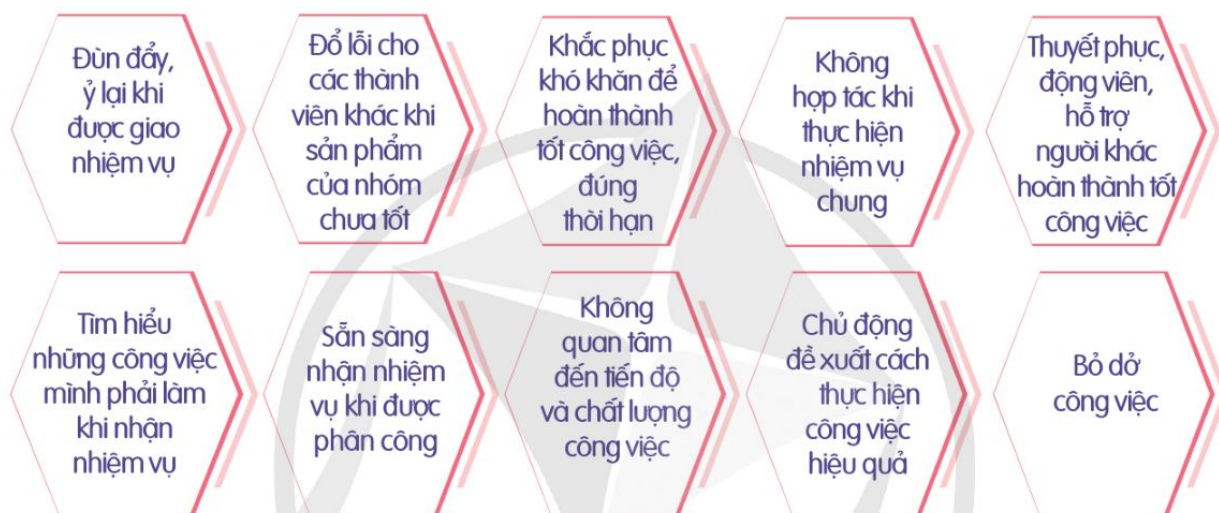 Đùn đẩy,
ỷ lại khi
được giao
nhiệm vụ
Đổ lỗi cho
các thành
viên khác khi
sản phẩm
của nhóm
chưa tốt
Khắc phục
khó khăn để
hoàn thành
tốt công việc,
đúng
thời hạn
Không
hợp tác khi
thực hiện
nhiệm vụ
chung
Thuyết phục,
động viên,
hỗ trợ
người khác
hoàn thành tốt
công việc
Tìm hiểu
những công việc
mình phải làm
khi nhận
nhiệm vụ
Sẵn sàng
nhận nhiệm
vụ khi được
phân công
Không
quan tâm
đến tiến độ
và chất lượng
công việc
Chủ động
đề xuất cách
thực hiện
công việc
hiệu quả
Bỏ dở
công việc